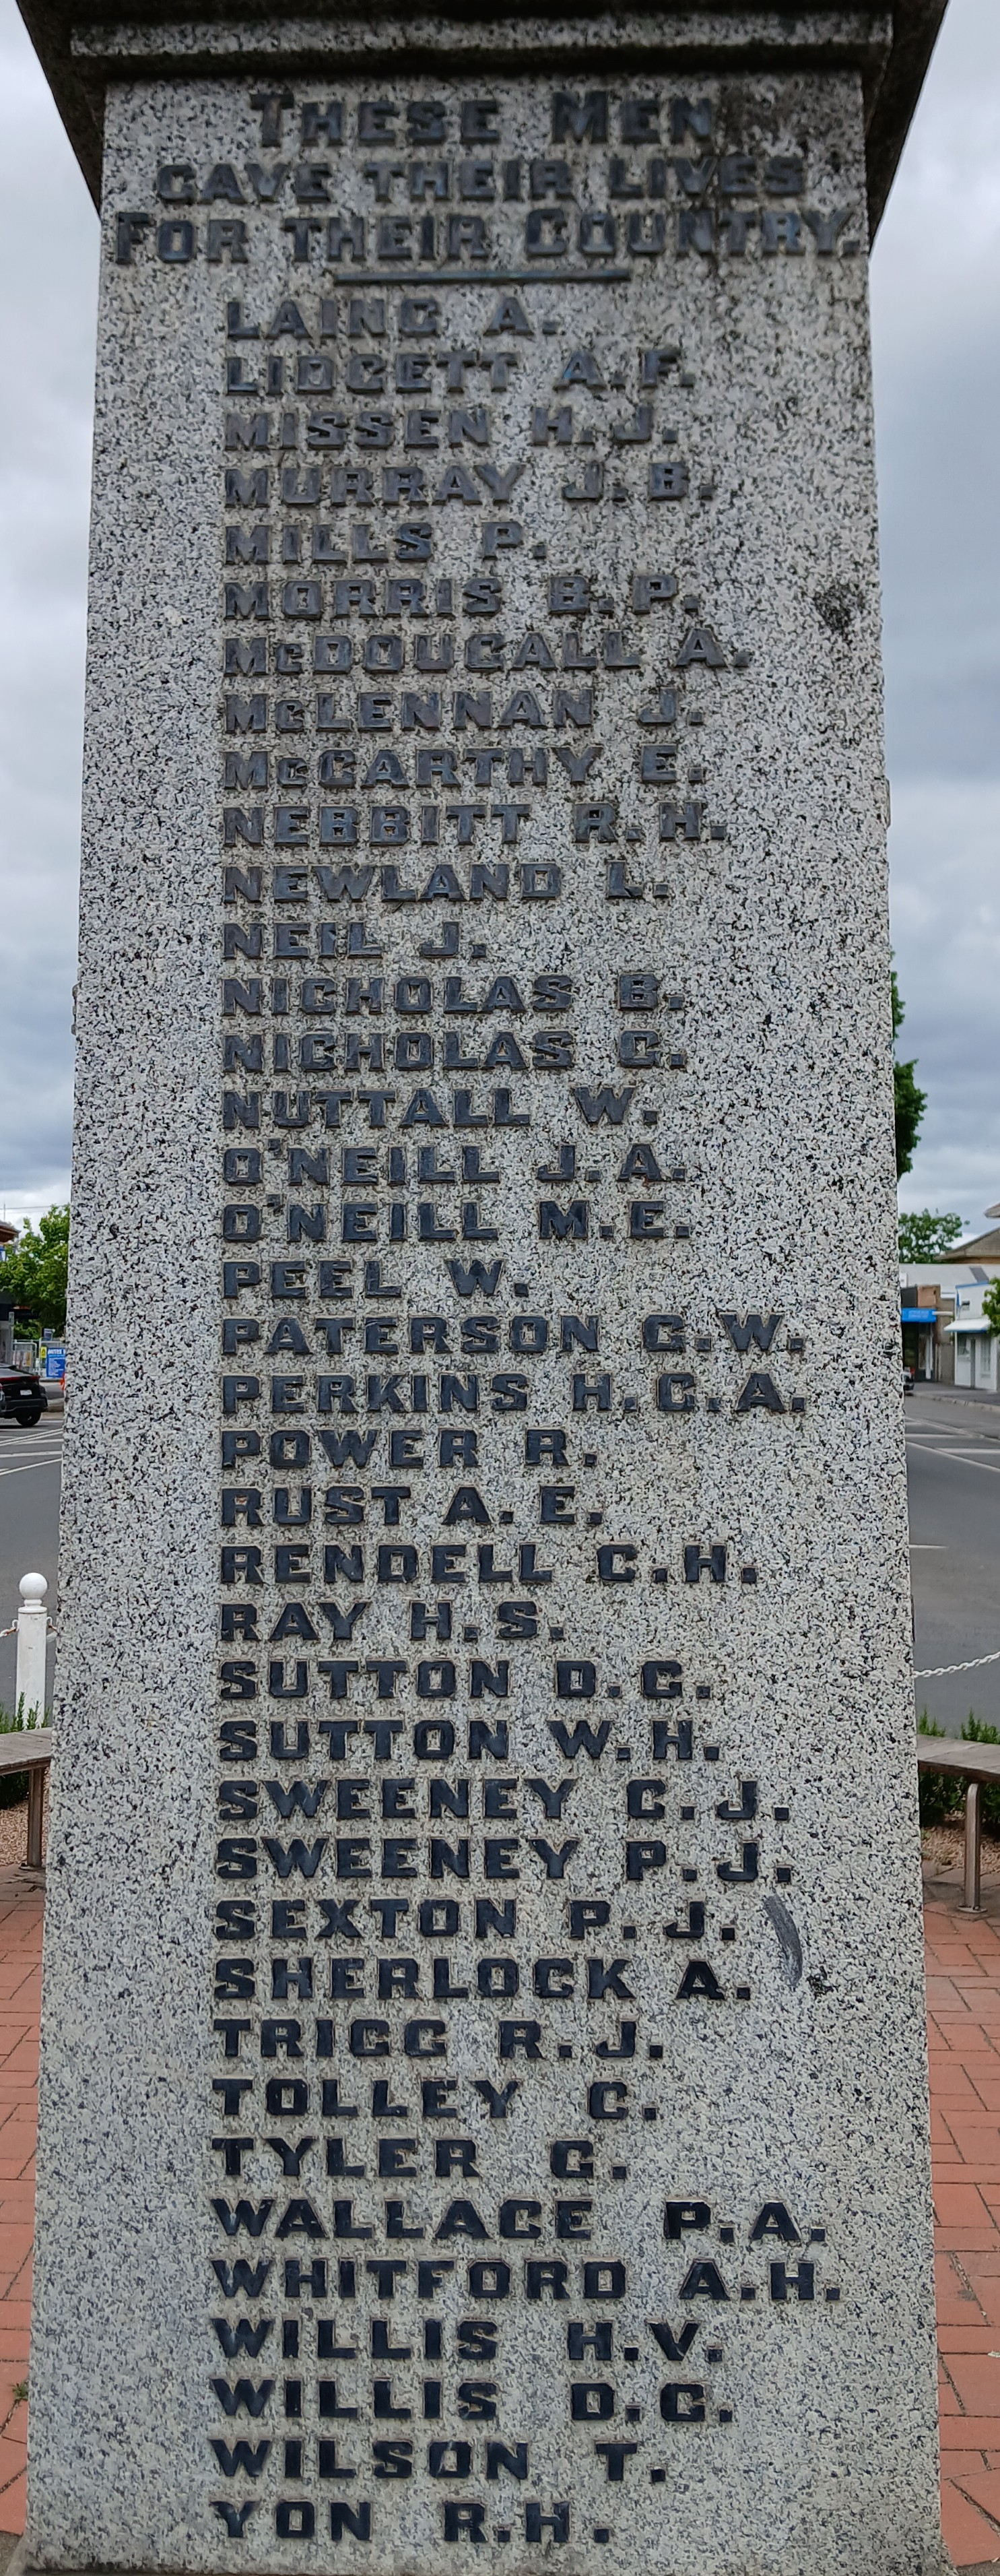 THESE MEN
GAVE THEIR LIVES
FOR THEIR COUNTRY.
LAING A.
LIDGETT A.F.
MISSEN H.J.
MURRAY J.B.
MILLS P.
MORRIS B.P.
McDOUGALL A.
McLENNAN J.
McCARTHY E.
NEBBITT R.H.
NEWLAND L.
NEIL J.
NICHOLAS B.
NICHOLAS G.
NUTTALL W.
O'NEILL J.A.
O'NEILL M.E.
PEEL W.
PATERSON G.W.
PERKINS H.G.A.
POWER R.
RUST A.E.
RENDELL C.H.
RAY H.S.
SUTTON D.G.
SUTTON W.H.
SWEENEY C.J.
SWEENEY P.J.
SEXTON P.J.
SHERLOCK A.
TRIGG R.J.
TOLLEY C.
TYLER G.
WALLACE P.A.
WHITFORD A.H.
WILLIS H.V.
WILLIS D.G.
WILSON T.
YON R.H.